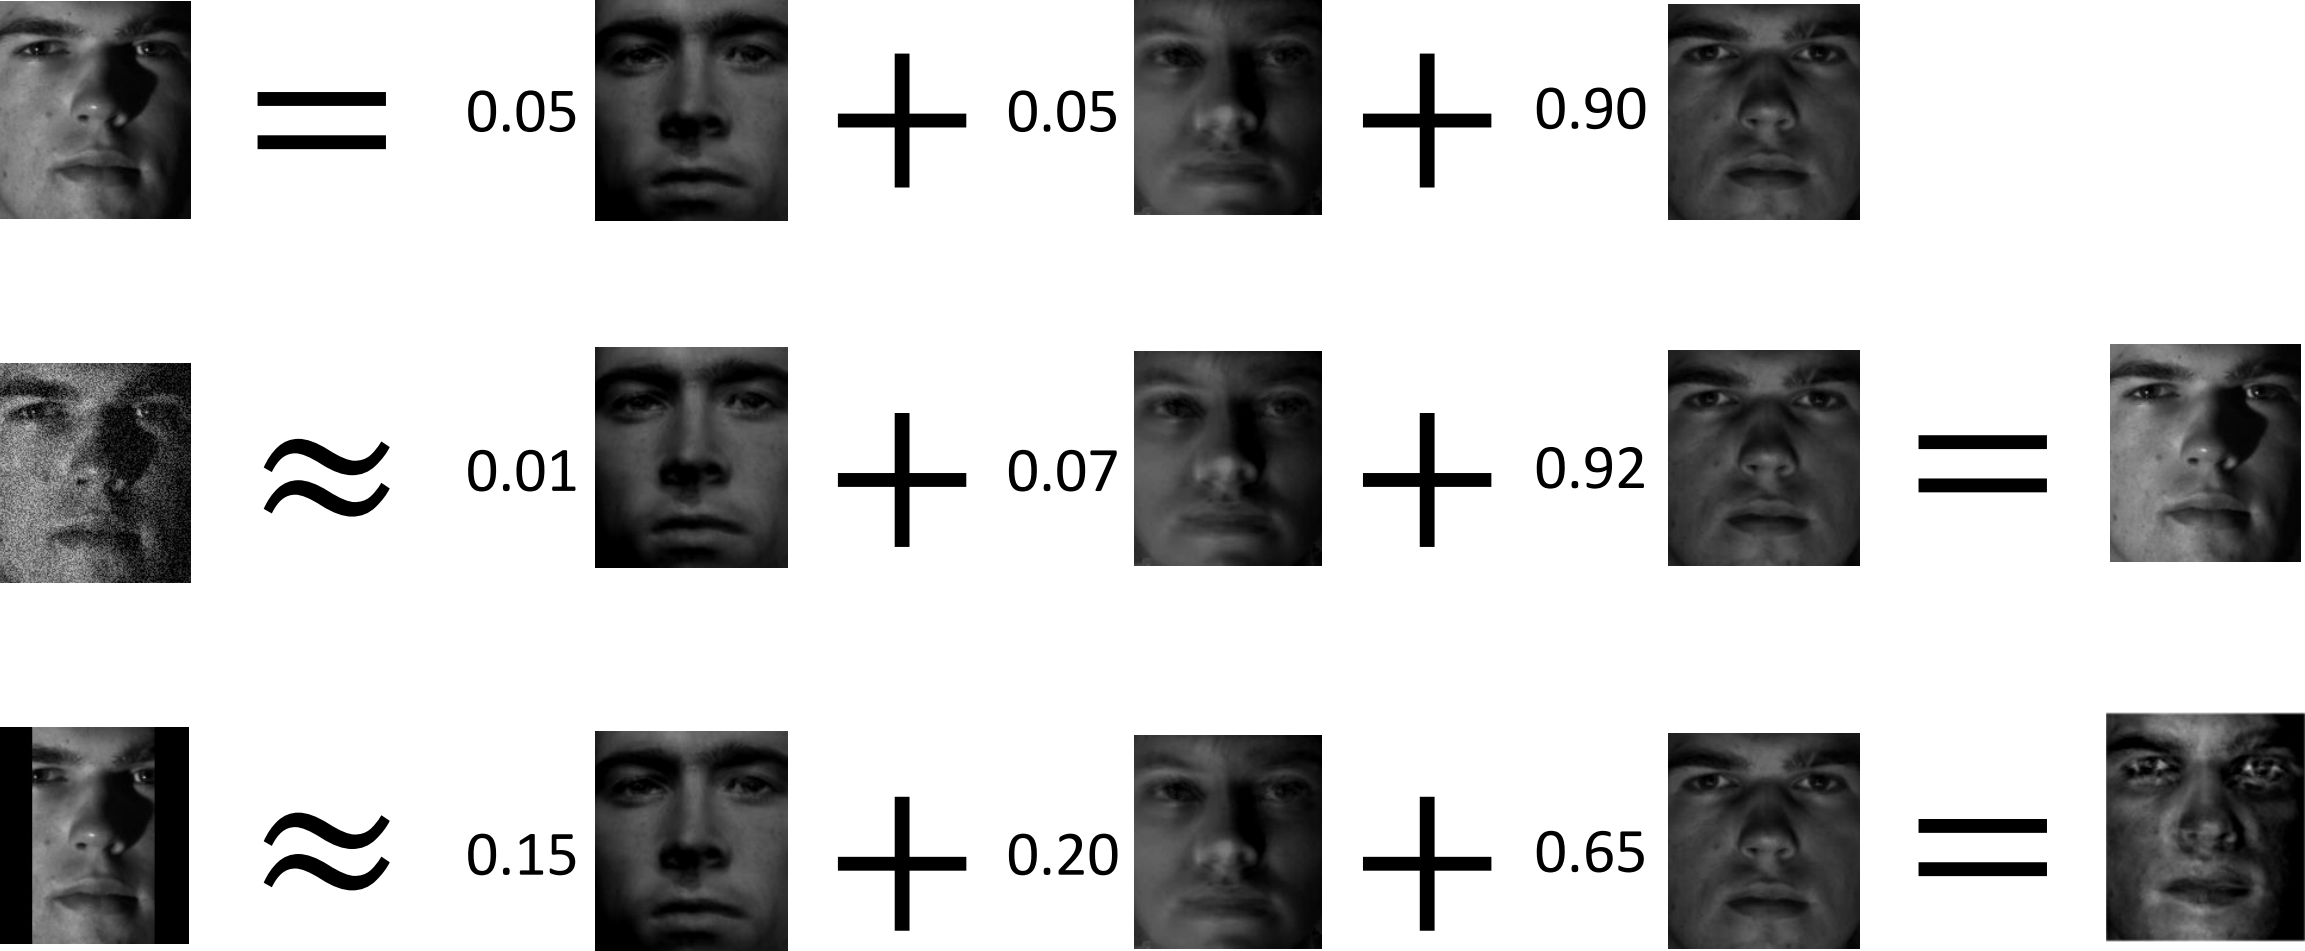 = 0.05 + 0.05 + 0.90
≈ 0.01 + 0.07 + 0.92 =
≈ 0.15 + 0.20 + 0.65 =